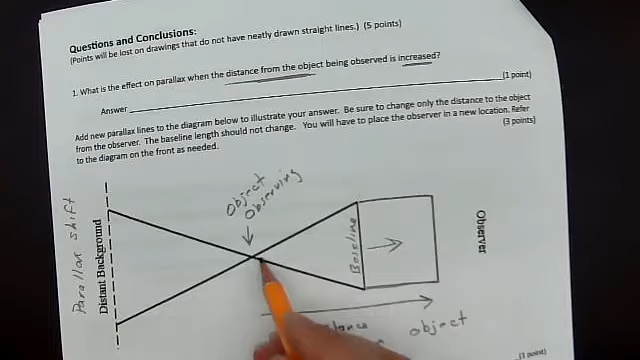 Questions and Conclusions:
(Points will be lost on drawings that do not have neatly drawn straight lines.) (5 points)
1. What is the effect on parallax when the distance from the object being observed is increased?
Answer (1 point)
Add new parallax lines to the diagram below to illustrate your answer. Be sure to change only the distance to the object
from the observer. The baseline length should not change. You will have to place the observer in a new location. Refer
to the diagram on the front as needed. (3 points)
Parallax shift
Distant Background
Object
Observing
Baseline
Observer
object
(1 point)